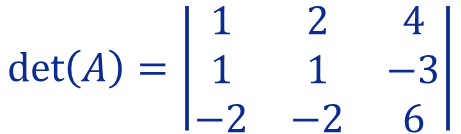 det(A) = | 1 2 4 |
| 1 1 −3 |
| −2 −2 6 |